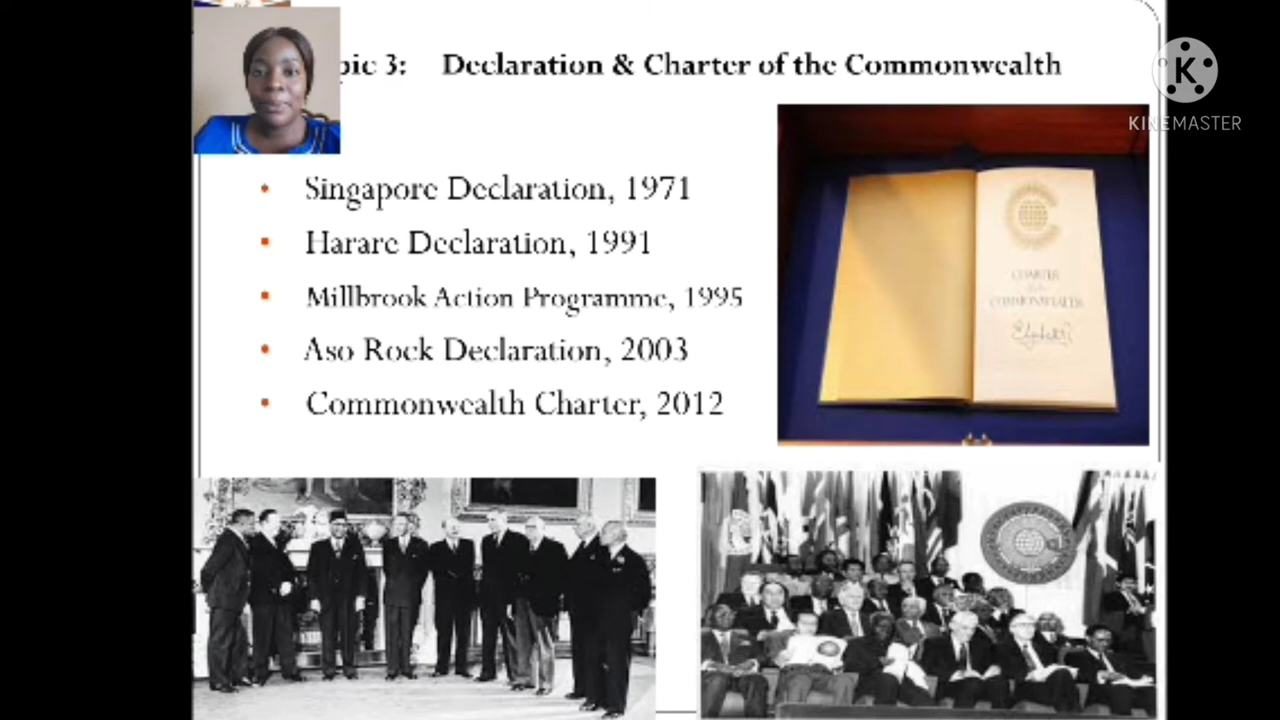 pic 3: Declaration & Charter of the Commonwealth
KINEMASTER
K
• Singapore Declaration, 1971
• Harare Declaration, 1991
• Millbrook Action Programme, 1995
• Aso Rock Declaration, 2003
• Commonwealth Charter, 2012
CHARTER
COMMONWEALTH
Elizabeth R